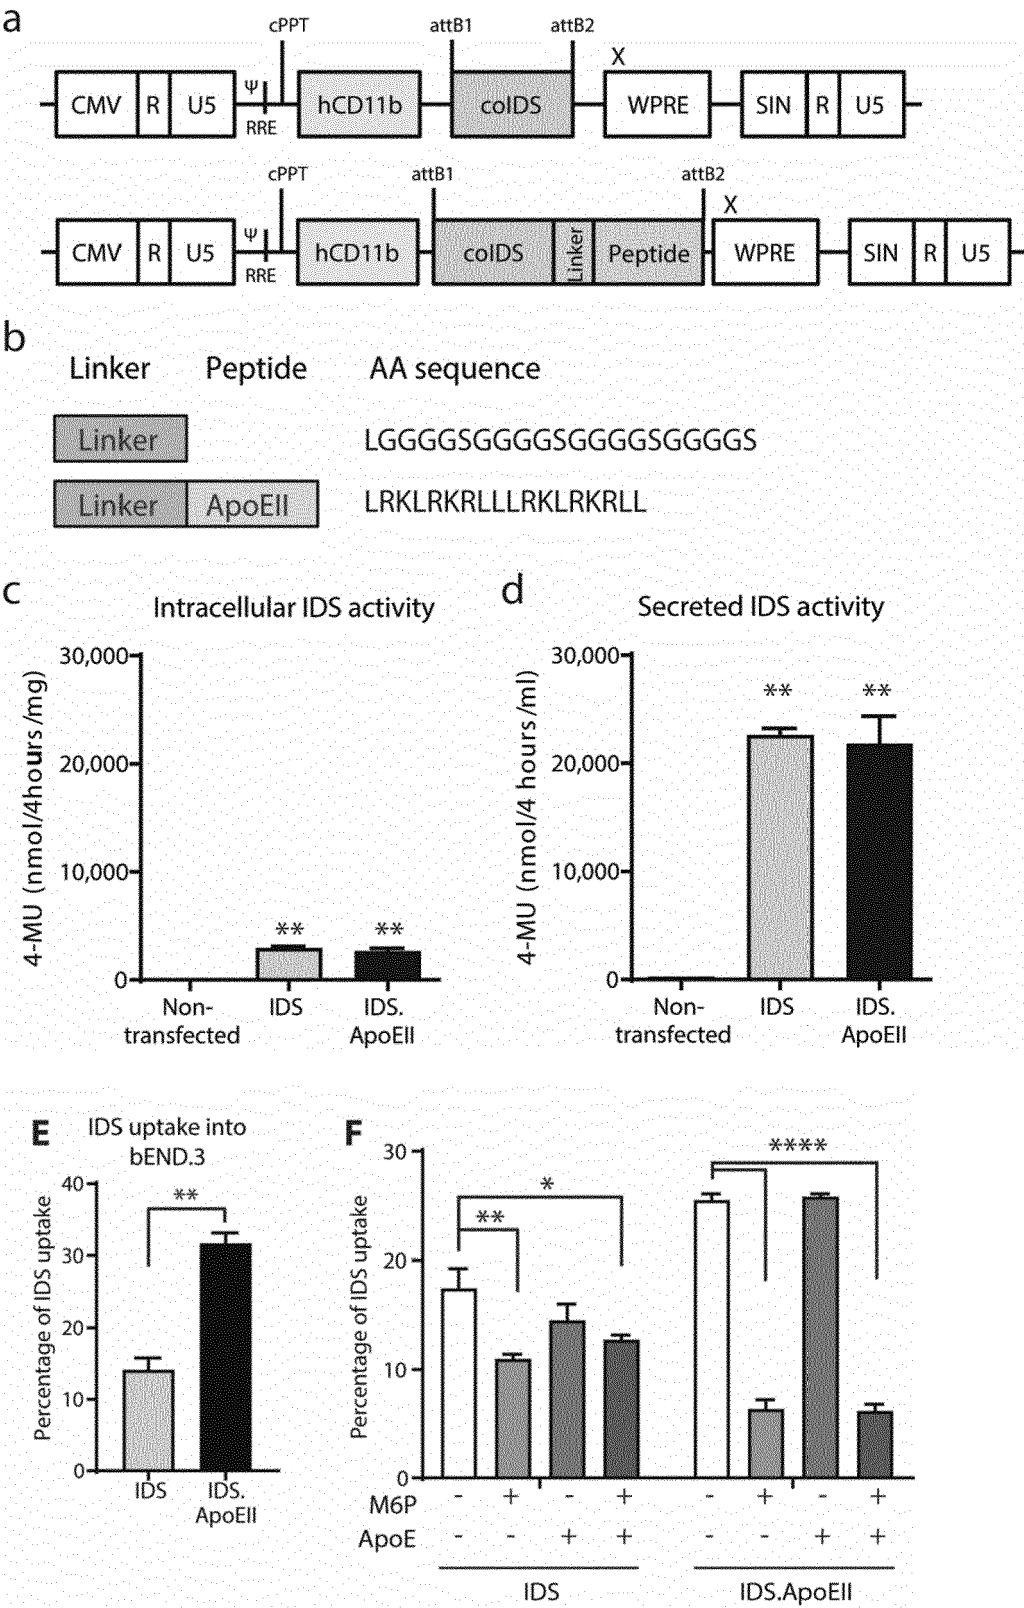 a
cPPT attB1 attB2
X
CMV R U5 Ψ RRE hCD11b coIDS WPRE SIN R U5
cPPT attB1 attB2
X
CMV R U5 Ψ RRE hCD11b coIDS Linker Peptide WPRE SIN R U5
b
Linker Peptide AA sequence
Linker LGGGGSGGGGSGGGGSGGGGS
Linker ApoEII LRKLRKRLLLRKLRKRLL
c
Intracellular IDS activity
4-MU (nmol/4hours/mg)
30,000
20,000
10,000
0
** **
Non-transfected IDS IDS.ApoEII
d
Secreted IDS activity
4-MU (nmol/4 hours/ml)
30,000
20,000
10,000
0
** **
Non-transfected IDS IDS.ApoEII
E
IDS uptake into
bEND.3
Percentage of IDS uptake
40
30
20
10
0
**
IDS IDS.ApoEII
F
Percentage of IDS uptake
30
20
10
0
** * ****
M6P - + - + - + - +
ApoE - - + + - - + +
IDS IDS.ApoEII